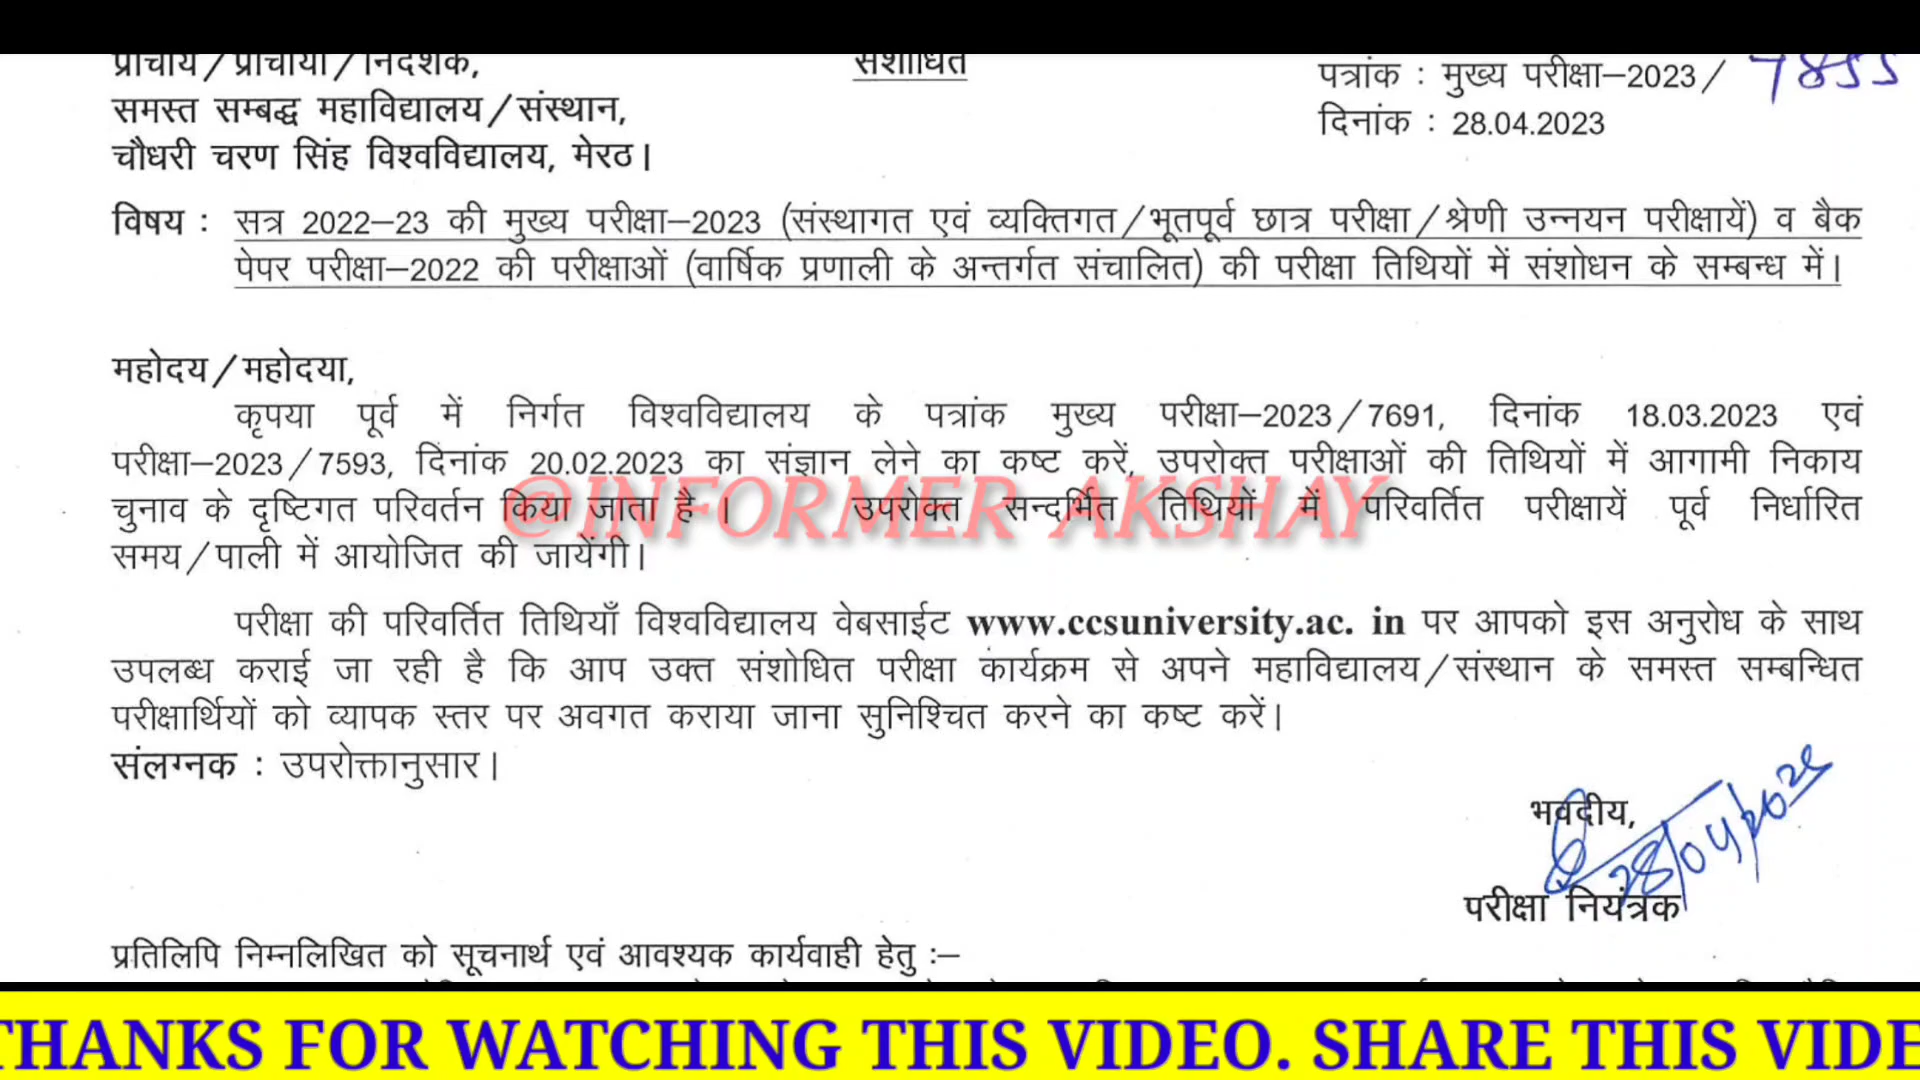 प्राचार्य/प्राचार्या/निदेशक,
संशोधित
पत्रांक : मुख्य परीक्षा–2023/ 7855
समस्त सम्बद्ध महाविद्यालय/संस्थान,
दिनांक : 28.04.2023
चौधरी चरण सिंह विश्वविद्यालय, मेरठ।
विषय : सत्र 2022–23 की मुख्य परीक्षा–2023 (संस्थागत एवं व्यक्तिगत/भूतपूर्व छात्र परीक्षा/श्रेणी उन्नयन परीक्षायें) व बैक
पेपर परीक्षा–2022 की परीक्षाओं (वार्षिक प्रणाली के अन्तर्गत संचालित) की परीक्षा तिथियों में संशोधन के सम्बन्ध में।
महोदय/महोदया,
कृपया पूर्व में निर्गत विश्वविद्यालय के पत्रांक मुख्य परीक्षा–2023/7691, दिनांक 18.03.2023 एवं
परीक्षा–2023/7593, दिनांक 20.02.2023 का संज्ञान लेने का कष्ट करें, उपरोक्त परीक्षाओं की तिथियों में आगामी निकाय
चुनाव के दृष्टिगत परिवर्तन किया जाता है । उपरोक्त सन्दर्भित तिथियों में परिवर्तित परीक्षायें पूर्व निर्धारित
@INFORMER AKSHAY
समय/पाली में आयोजित की जायेंगी।
परीक्षा की परिवर्तित तिथियाँ विश्वविद्यालय वेबसाईट www.ccsuniversity.ac. in पर आपको इस अनुरोध के साथ
उपलब्ध कराई जा रही है कि आप उक्त संशोधित परीक्षा कार्यक्रम से अपने महाविद्यालय/संस्थान के समस्त सम्बन्धित
परीक्षार्थियों को व्यापक स्तर पर अवगत कराया जाना सुनिश्चित करने का कष्ट करें।
संलग्नक : उपरोक्तानुसार।
भवदीय,
28/04/2023
परीक्षा नियंत्रक
प्रतिलिपि निम्नलिखित को सूचनार्थ एवं आवश्यक कार्यवाही हेतु :–
THANKS FOR WATCHING THIS VIDEO. SHARE THIS VIDE